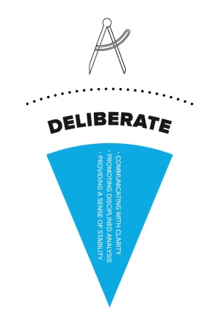 DELIBERATE
• COMMUNICATING WITH CLARITY
• PROMOTING DISCIPLINED ANALYSIS
• PROVIDING A SENSE OF STABILITY